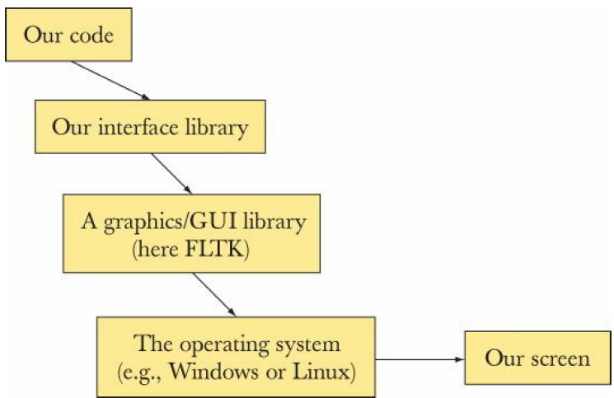 Our code
Our interface library
A graphics/GUI library
(here FLTK)
The operating system
(e.g., Windows or Linux)
Our screen